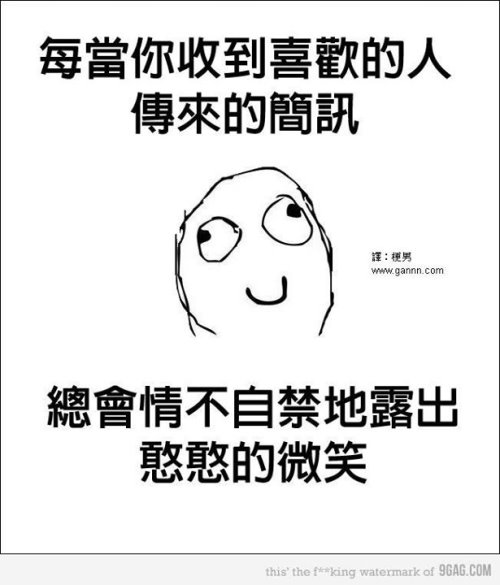 每當你收到喜歡的人
傳來的簡訊
譯：梗男
www.gannn.com
總會情不自禁地露出
憨憨的微笑
this' the f**king watermark of 9GAG.COM